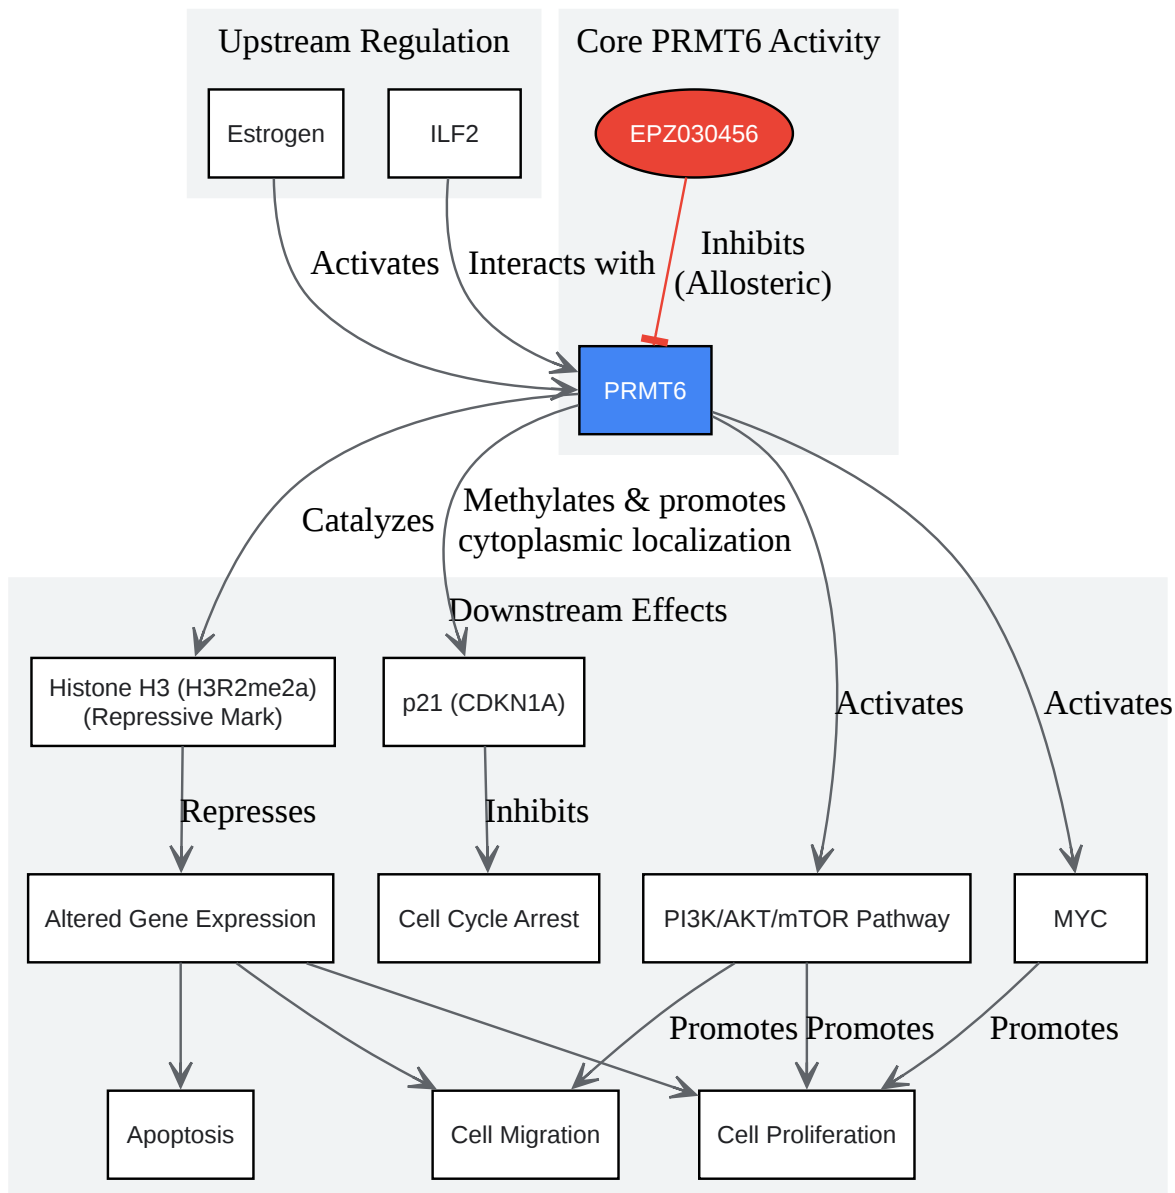 Upstream Regulation
Core PRMT6 Activity
Estrogen
ILF2
EPZ030456
Activates
Interacts with
Inhibits
(Allosteric)
PRMT6
Catalyzes
Methylates & promotes
cytoplasmic localization
Downstream Effects
Histone H3 (H3R2me2a)
(Repressive Mark)
p21 (CDKN1A)
Activates
Activates
Represses
Inhibits
Altered Gene Expression
Cell Cycle Arrest
PI3K/AKT/mTOR Pathway
MYC
Promotes
Promotes
Promotes
Apoptosis
Cell Migration
Cell Proliferation